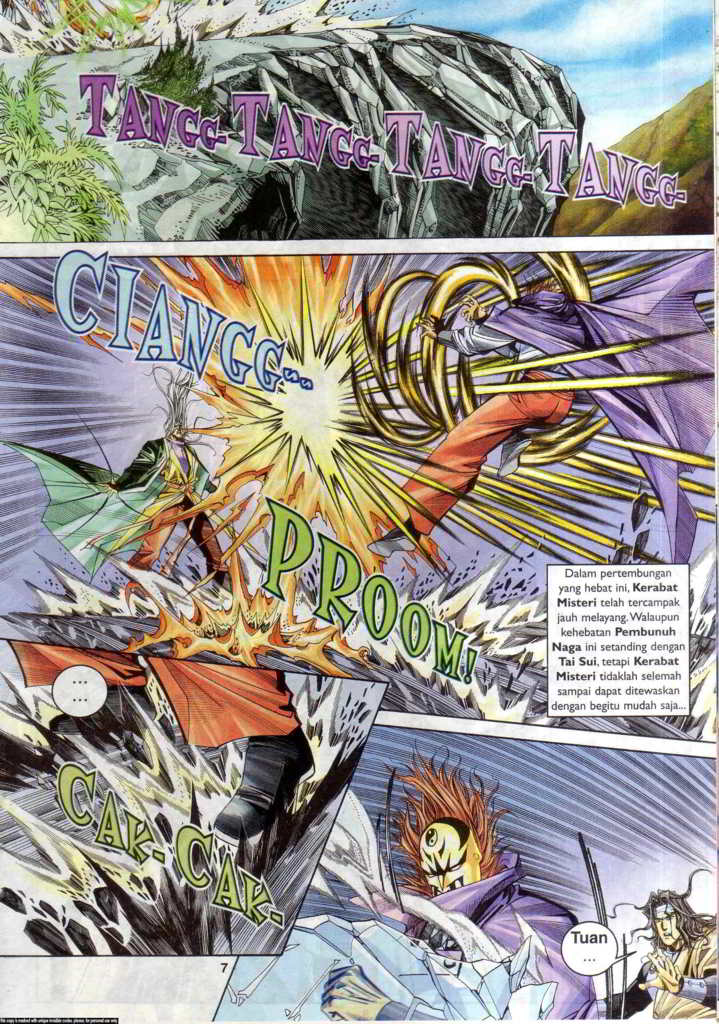 TANGG-TANGG-TANGG-TANGG-
CIANGG~~
PROOM!
Dalam pertembungan
yang hebat ini, Kerabat
Misteri telah tercampak
jauh melayang. Walaupun
kehebatan Pembunuh
Naga ini setanding dengan
Tai Sui, tetapi Kerabat
Misteri tidaklah selemah
sampai dapat ditewaskan
dengan begitu mudah saja...
...
...
CAK-CAK-
Tuan
...
7